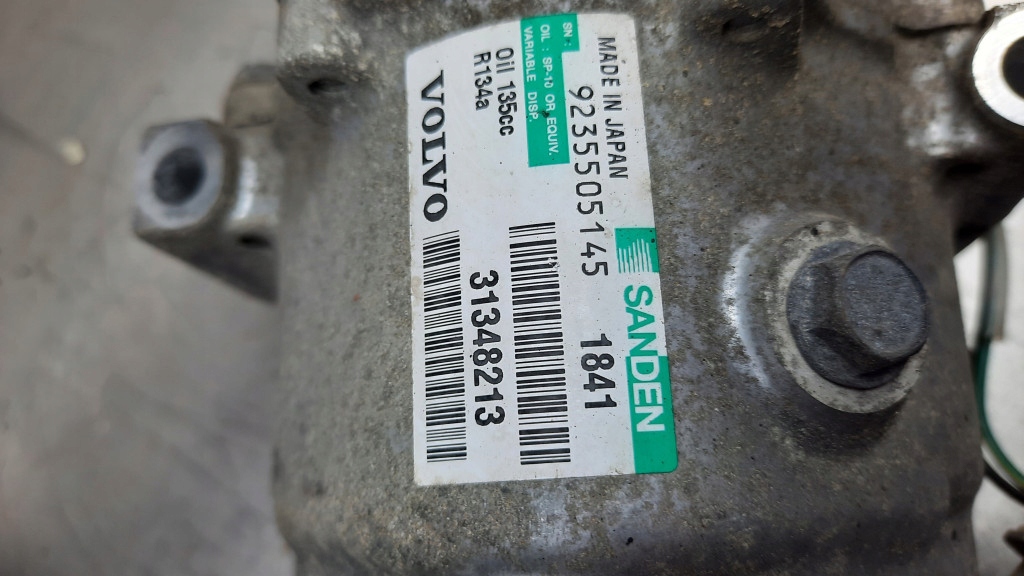 SANDEN
MADE IN JAPAN
SN:
9235505145 1841
OIL: SP-10 OR EQUIV.
VARIABLE DISP.
Oil 135cc
R134a
31348213
VOLVO